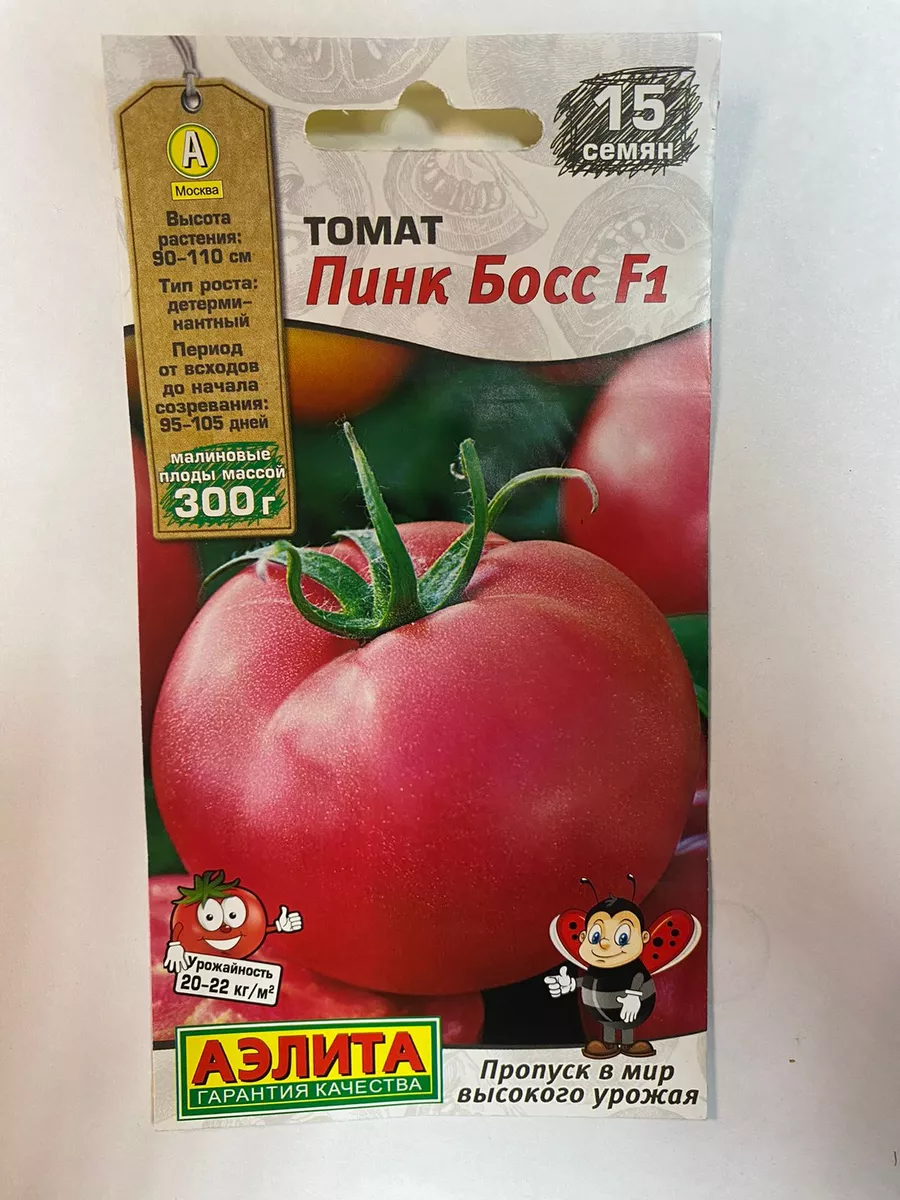 15
семян
А
Москва
Высота
растения:
90–110 см
Тип роста:
детерми-
нантный
Период
от всходов
до начала
созревания:
95–105 дней
малиновые
плоды массой
300 г
ТОМАТ
Пинк Босс F1
Урожайность
20–22 кг/м²
АЭЛИТА
ГАРАНТИЯ КАЧЕСТВА
Пропуск в мир
высокого урожая